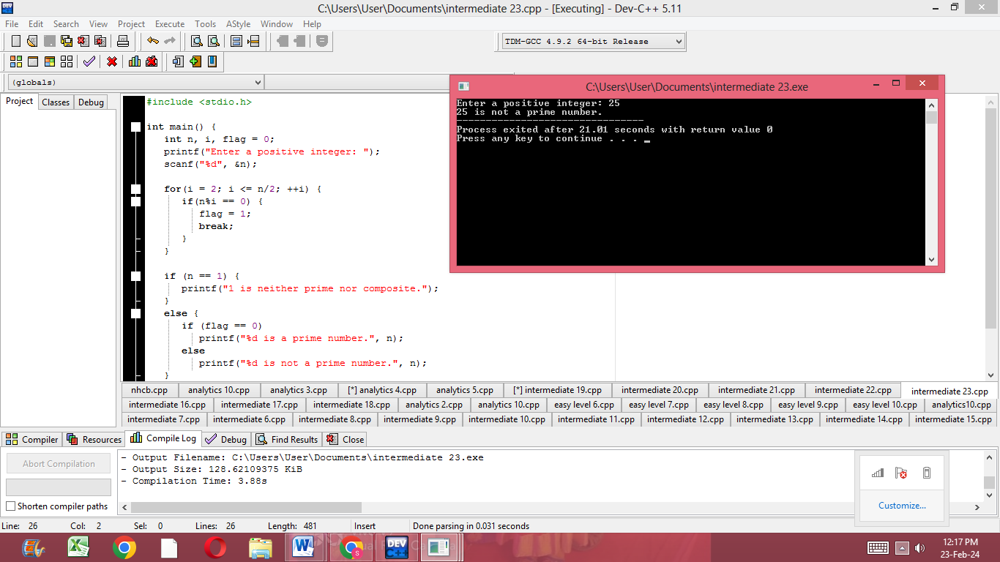 C:\Users\User\Documents\intermediate 23.cpp - [Executing] - Dev-C++ 5.11
File Edit Search View Project Execute Tools AStyle Window Help
TDM-GCC 4.9.2 64-bit Release
(globals)
Project Classes Debug
#include <stdio.h>
int main() {
int n, i, flag = 0;
printf("Enter a positive integer: ");
scanf("%d", &n);
for(i = 2; i <= n/2; ++i) {
if(n%i == 0) {
flag = 1;
break;
}
}
if (n == 1) {
printf("1 is neither prime nor composite.");
}
else {
if (flag == 0)
printf("%d is a prime number.", n);
else
printf("%d is not a prime number.", n);
}
C:\Users\User\Documents\intermediate 23.exe
Enter a positive integer: 25
25 is not a prime number.
--------------------------------
Process exited after 21.01 seconds with return value 0
Press any key to continue . . . _
nhcb.cpp analytics 10.cpp analytics 3.cpp [*] analytics 4.cpp analytics 5.cpp [*] intermediate 19.cpp intermediate 20.cpp intermediate 21.cpp intermediate 22.cpp intermediate 23.cpp
intermediate 16.cpp intermediate 17.cpp intermediate 18.cpp analytics 2.cpp analytics 10.cpp easy level 6.cpp easy level 7.cpp easy level 8.cpp easy level 9.cpp easy level 10.cpp analytics10.cpp
intermediate 7.cpp intermediate 6.cpp intermediate 8.cpp intermediate 9.cpp intermediate 10.cpp intermediate 11.cpp intermediate 12.cpp intermediate 13.cpp intermediate 14.cpp intermediate 15.cpp
Compiler Resources Compile Log Debug Find Results Close
Abort Compilation
Shorten compiler paths
- Output Filename: C:\Users\User\Documents\intermediate 23.exe
- Output Size: 128.62109375 KiB
- Compilation Time: 3.88s
Customize...
Line: 26 Col: 2 Sel: 0 Lines: 26 Length: 481 Insert Done parsing in 0.031 seconds
12:17 PM
23-Feb-24